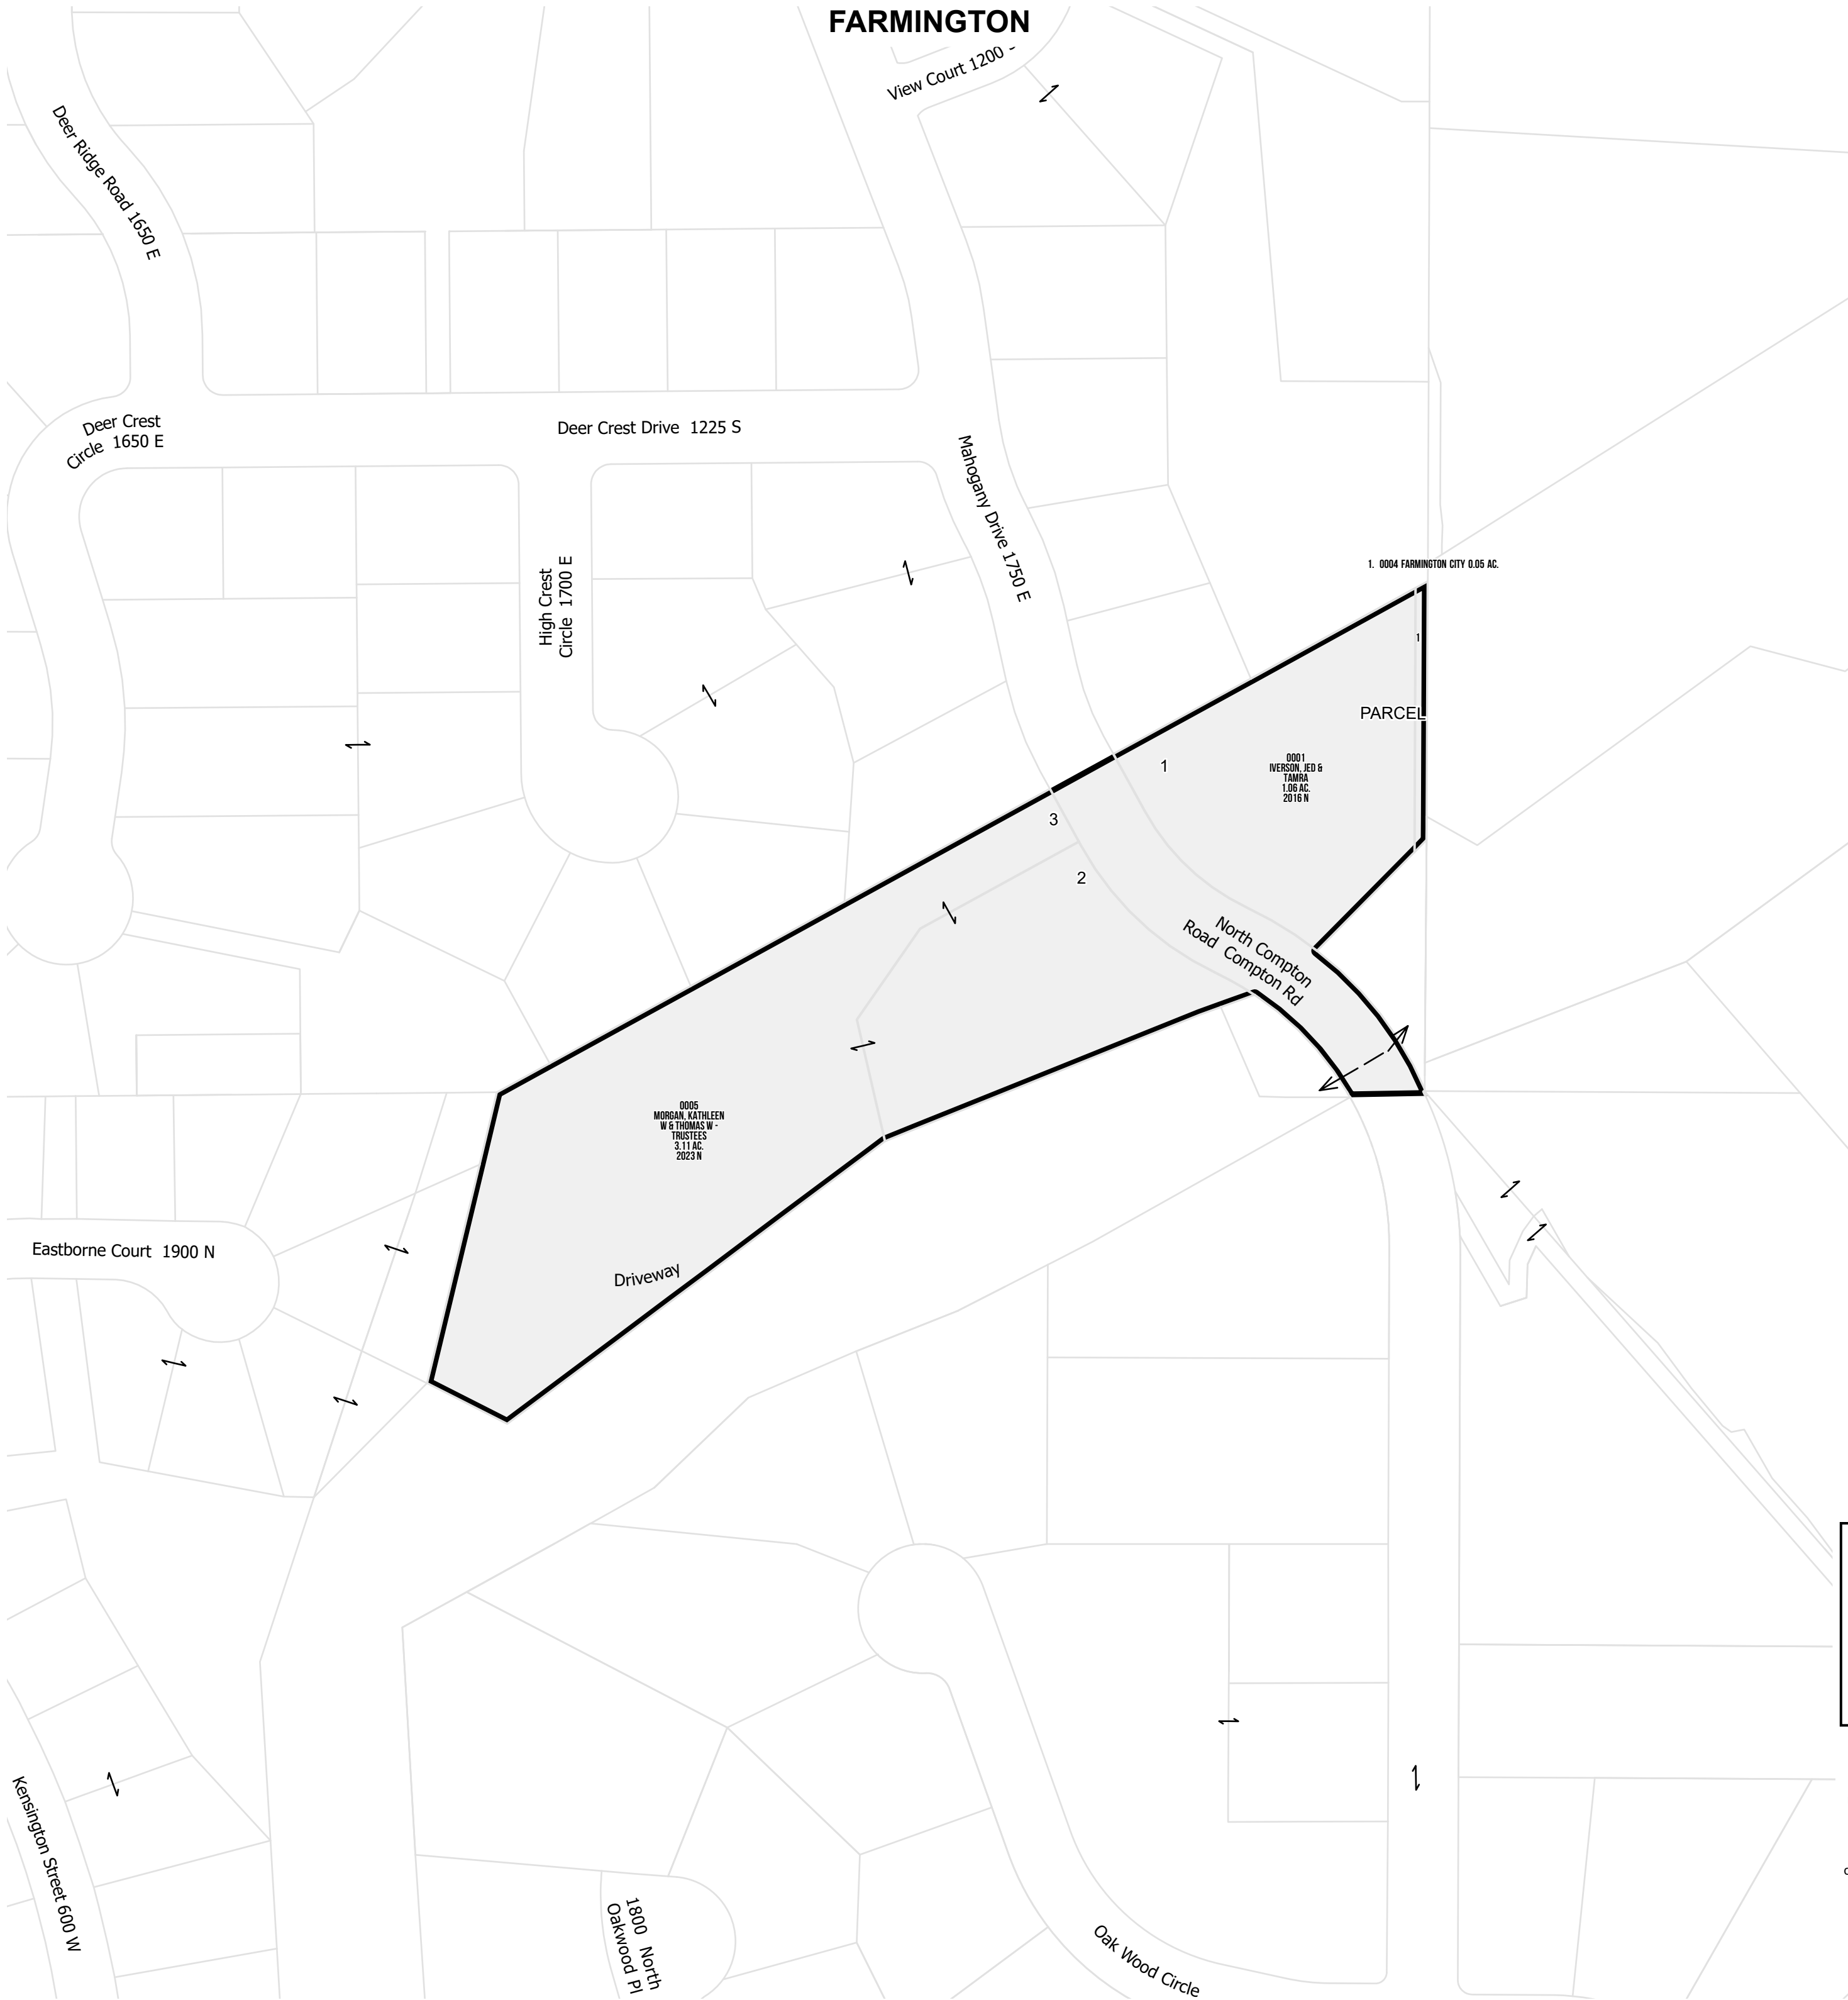 FARMINGTON
View Court 1200
Deer Ridge Road 1650 E
Deer Crest
Circle 1650 E
Deer Crest Drive 1225 S
Mahogany Drive 1750 E
High Crest
Circle 1700 E
1. 0004 FARMINGTON CITY 0.05 AC.
1
PARCEL
0001
IVERSON, JED &
TAMRA
1.06 AC.
2016 N
1
3
2
North Compton
Road Compton Rd
0005
MORGAN, KATHLEEN
W & THOMAS W -
TRUSTEES
3.11 AC.
2023 N
Eastborne Court 1900 N
Driveway
Kensington Street 600 W
1800 North
Oakwood Pl
Oak Wood Circle